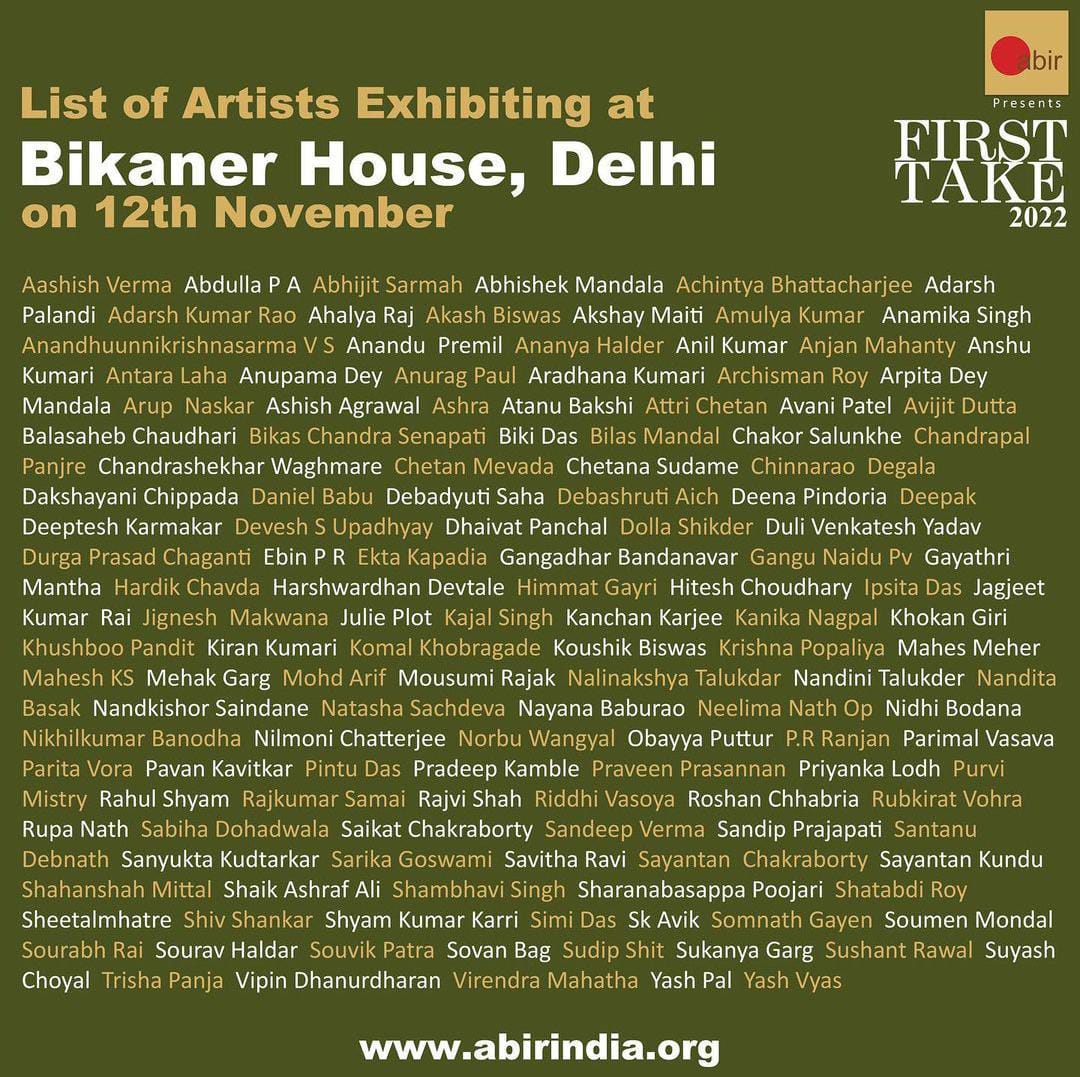 abir
Presents
FIRST
TAKE
2022
List of Artists Exhibiting at
Bikaner House, Delhi
on 12th November
Aashish Verma Abdulla P A Abhijit Sarmah Abhishek Mandala Achintya Bhattacharjee Adarsh
Palandi Adarsh Kumar Rao Ahalya Raj Akash Biswas Akshay Maiti Amulya Kumar Anamika Singh
Anandhuunnikrishnasarma V S Anandu Premil Ananya Halder Anil Kumar Anjan Mahanty Anshu
Kumari Antara Laha Anupama Dey Anurag Paul Aradhana Kumari Archisman Roy Arpita Dey
Mandala Arup Naskar Ashish Agrawal Ashra Atanu Bakshi Attri Chetan Avani Patel Avijit Dutta
Balasaheb Chaudhari Bikas Chandra Senapati Biki Das Bilas Mandal Chakor Salunkhe Chandrapal
Panjre Chandrashekhar Waghmare Chetan Mevada Chetana Sudame Chinnarao Degala
Dakshayani Chippada Daniel Babu Debadyuti Saha Debashruti Aich Deena Pindoria Deepak
Deeptesh Karmakar Devesh S Upadhyay Dhaivat Panchal Dolla Shikder Duli Venkatesh Yadav
Durga Prasad Chaganti Ebin P R Ekta Kapadia Gangadhar Bandanavar Gangu Naidu Pv Gayathri
Mantha Hardik Chavda Harshwardhan Devtale Himmat Gayri Hitesh Choudhary Ipsita Das Jagjeet
Kumar Rai Jignesh Makwana Julie Plot Kajal Singh Kanchan Karjee Kanika Nagpal Khokan Giri
Khushboo Pandit Kiran Kumari Komal Khobragade Koushik Biswas Krishna Popaliya Mahes Meher
Mahesh KS Mehak Garg Mohd Arif Mousumi Rajak Nalinakshya Talukdar Nandini Talukder Nandita
Basak Nandkishor Saindane Natasha Sachdeva Nayana Baburao Neelima Nath Op Nidhi Bodana
Nikhilkumar Banodha Nilmoni Chatterjee Norbu Wangyal Obayya Puttur P.R Ranjan Parimal Vasava
Parita Vora Pavan Kavitkar Pintu Das Pradeep Kamble Praveen Prasannan Priyanka Lodh Purvi
Mistry Rahul Shyam Rajkumar Samai Rajvi Shah Riddhi Vasoya Roshan Chhabria Rubkirat Vohra
Rupa Nath Sabiha Dohadwala Saikat Chakraborty Sandeep Verma Sandip Prajapati Santanu
Debnath Sanyukta Kudtarkar Sarika Goswami Savitha Ravi Sayantan Chakraborty Sayantan Kundu
Shahanshah Mittal Shaik Ashraf Ali Shambhavi Singh Sharanabasappa Poojari Shatabdi Roy
Sheetalmhatre Shiv Shankar Shyam Kumar Karri Simi Das Sk Avik Somnath Gayen Soumen Mondal
Sourabh Rai Sourav Haldar Souvik Patra Sovan Bag Sudip Shit Sukanya Garg Sushant Rawal Suyash
Choyal Trisha Panja Vipin Dhanurdharan Virendra Mahatha Yash Pal Yash Vyas
www.abirindia.org